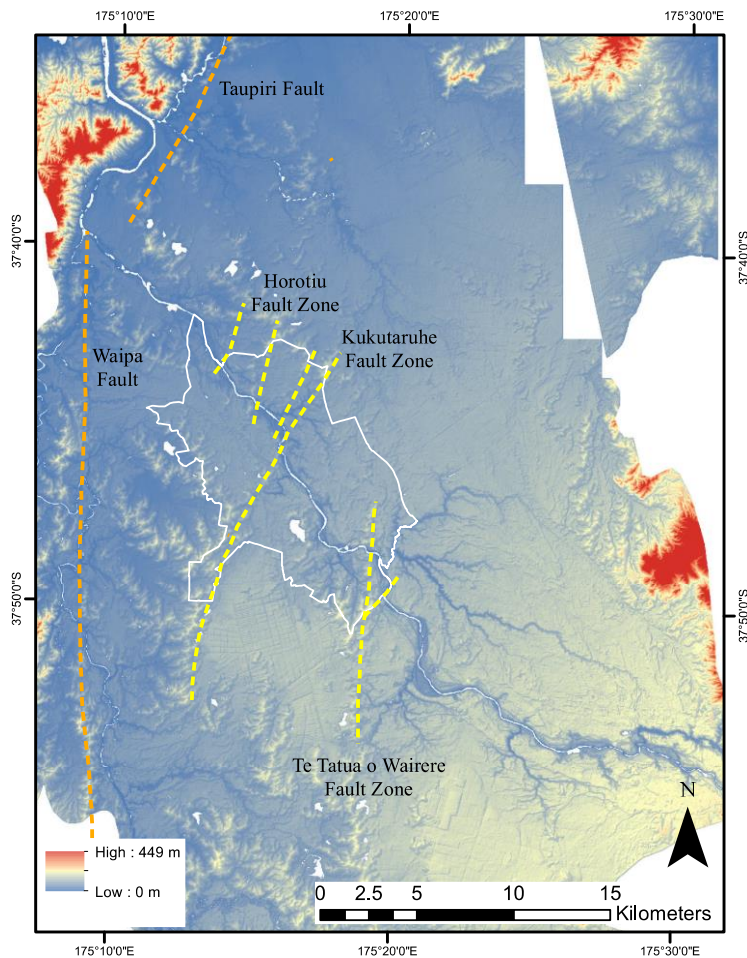 175°10'0"E
175°20'0"E
175°30'0"E
Taupiri Fault
37°40'0"S
37°40'0"S
Horotiu
Fault Zone
Kukutaruhe
Fault Zone
Waipa
Fault
37°50'0"S
37°50'0"S
Te Tatua o Wairere
Fault Zone
N
High : 449 m
Low : 0 m
0
2.5
5
10
15
Kilometers
175°10'0"E
175°20'0"E
175°30'0"E